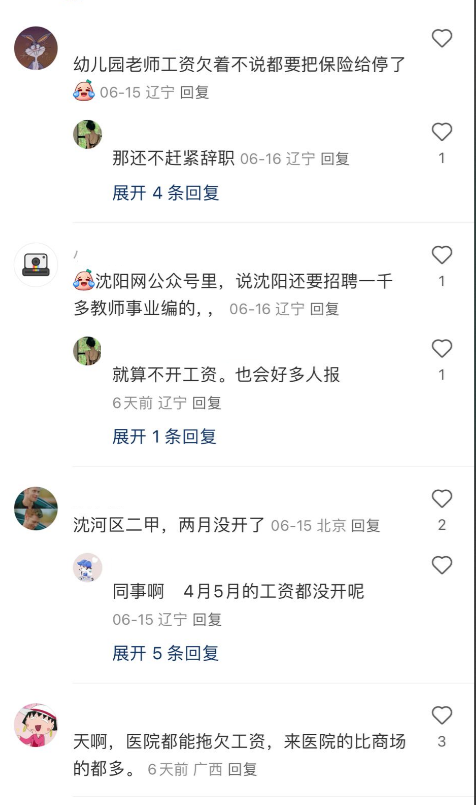 幼儿园老师工资欠着不说都要把保险给停了
06-15 辽宁 回复
那还不赶紧辞职 06-16 辽宁 回复
1
展开 4 条回复
/
沈阳网公众号里，说沈阳还要招聘一千
1
多教师事业编的，， 06-16 辽宁 回复
就算不开工资。也会好多人报
1
6天前 辽宁 回复
展开 1 条回复
沈河区二甲，两月没开了 06-15 北京 回复
2
同事啊 4月5月的工资都没开呢
06-15 辽宁 回复
展开 5 条回复
天啊，医院都能拖欠工资，来医院的比商场
3
的都多。 6天前 广西 回复